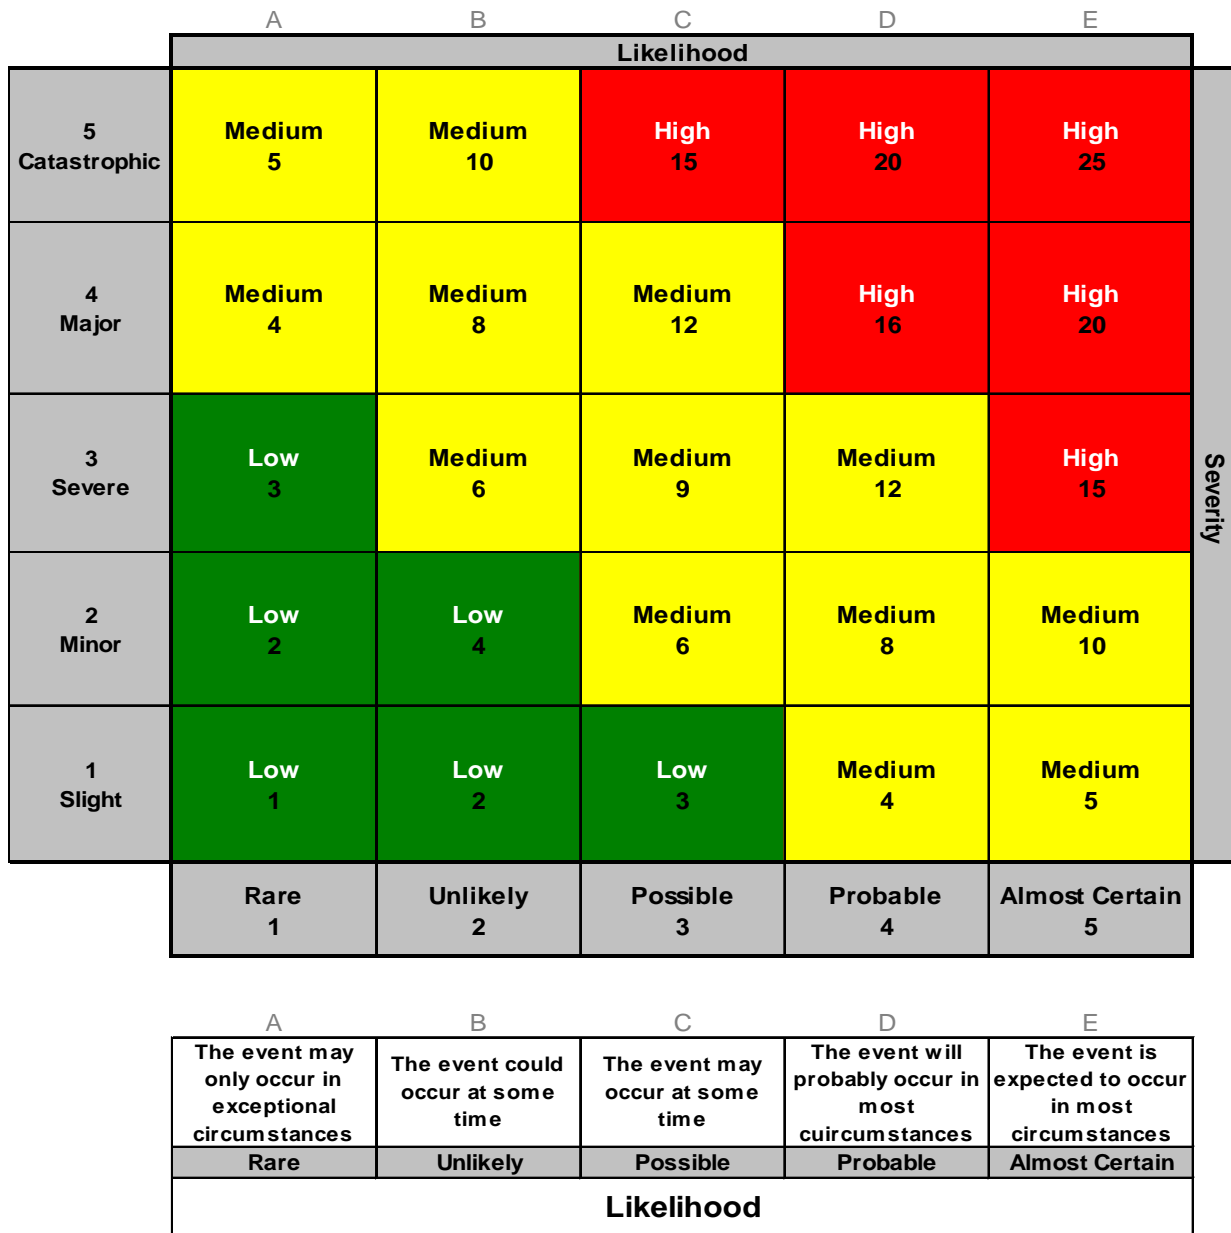 A B C D E
Likelihood
5
Catastrophic
Medium Medium High High High
5 10 15 20 25
4
Major
Medium Medium Medium High High
4 8 12 16 20
3
Severe
Low Medium Medium Medium High
3 6 9 12 15
2
Minor
Low Low Medium Medium Medium
2 4 6 8 10
1
Slight
Low Low Low Medium Medium
1 2 3 4 5
Severity
Rare Unlikely Possible Probable Almost Certain
1 2 3 4 5
A B C D E
The event may
only occur in
exceptional
circumstances
The event could
occur at some
time
The event may
occur at some
time
The event will
probably occur in
most
cuircumstances
The event is
expected to occur
in most
circumstances
Rare Unlikely Possible Probable Almost Certain
Likelihood